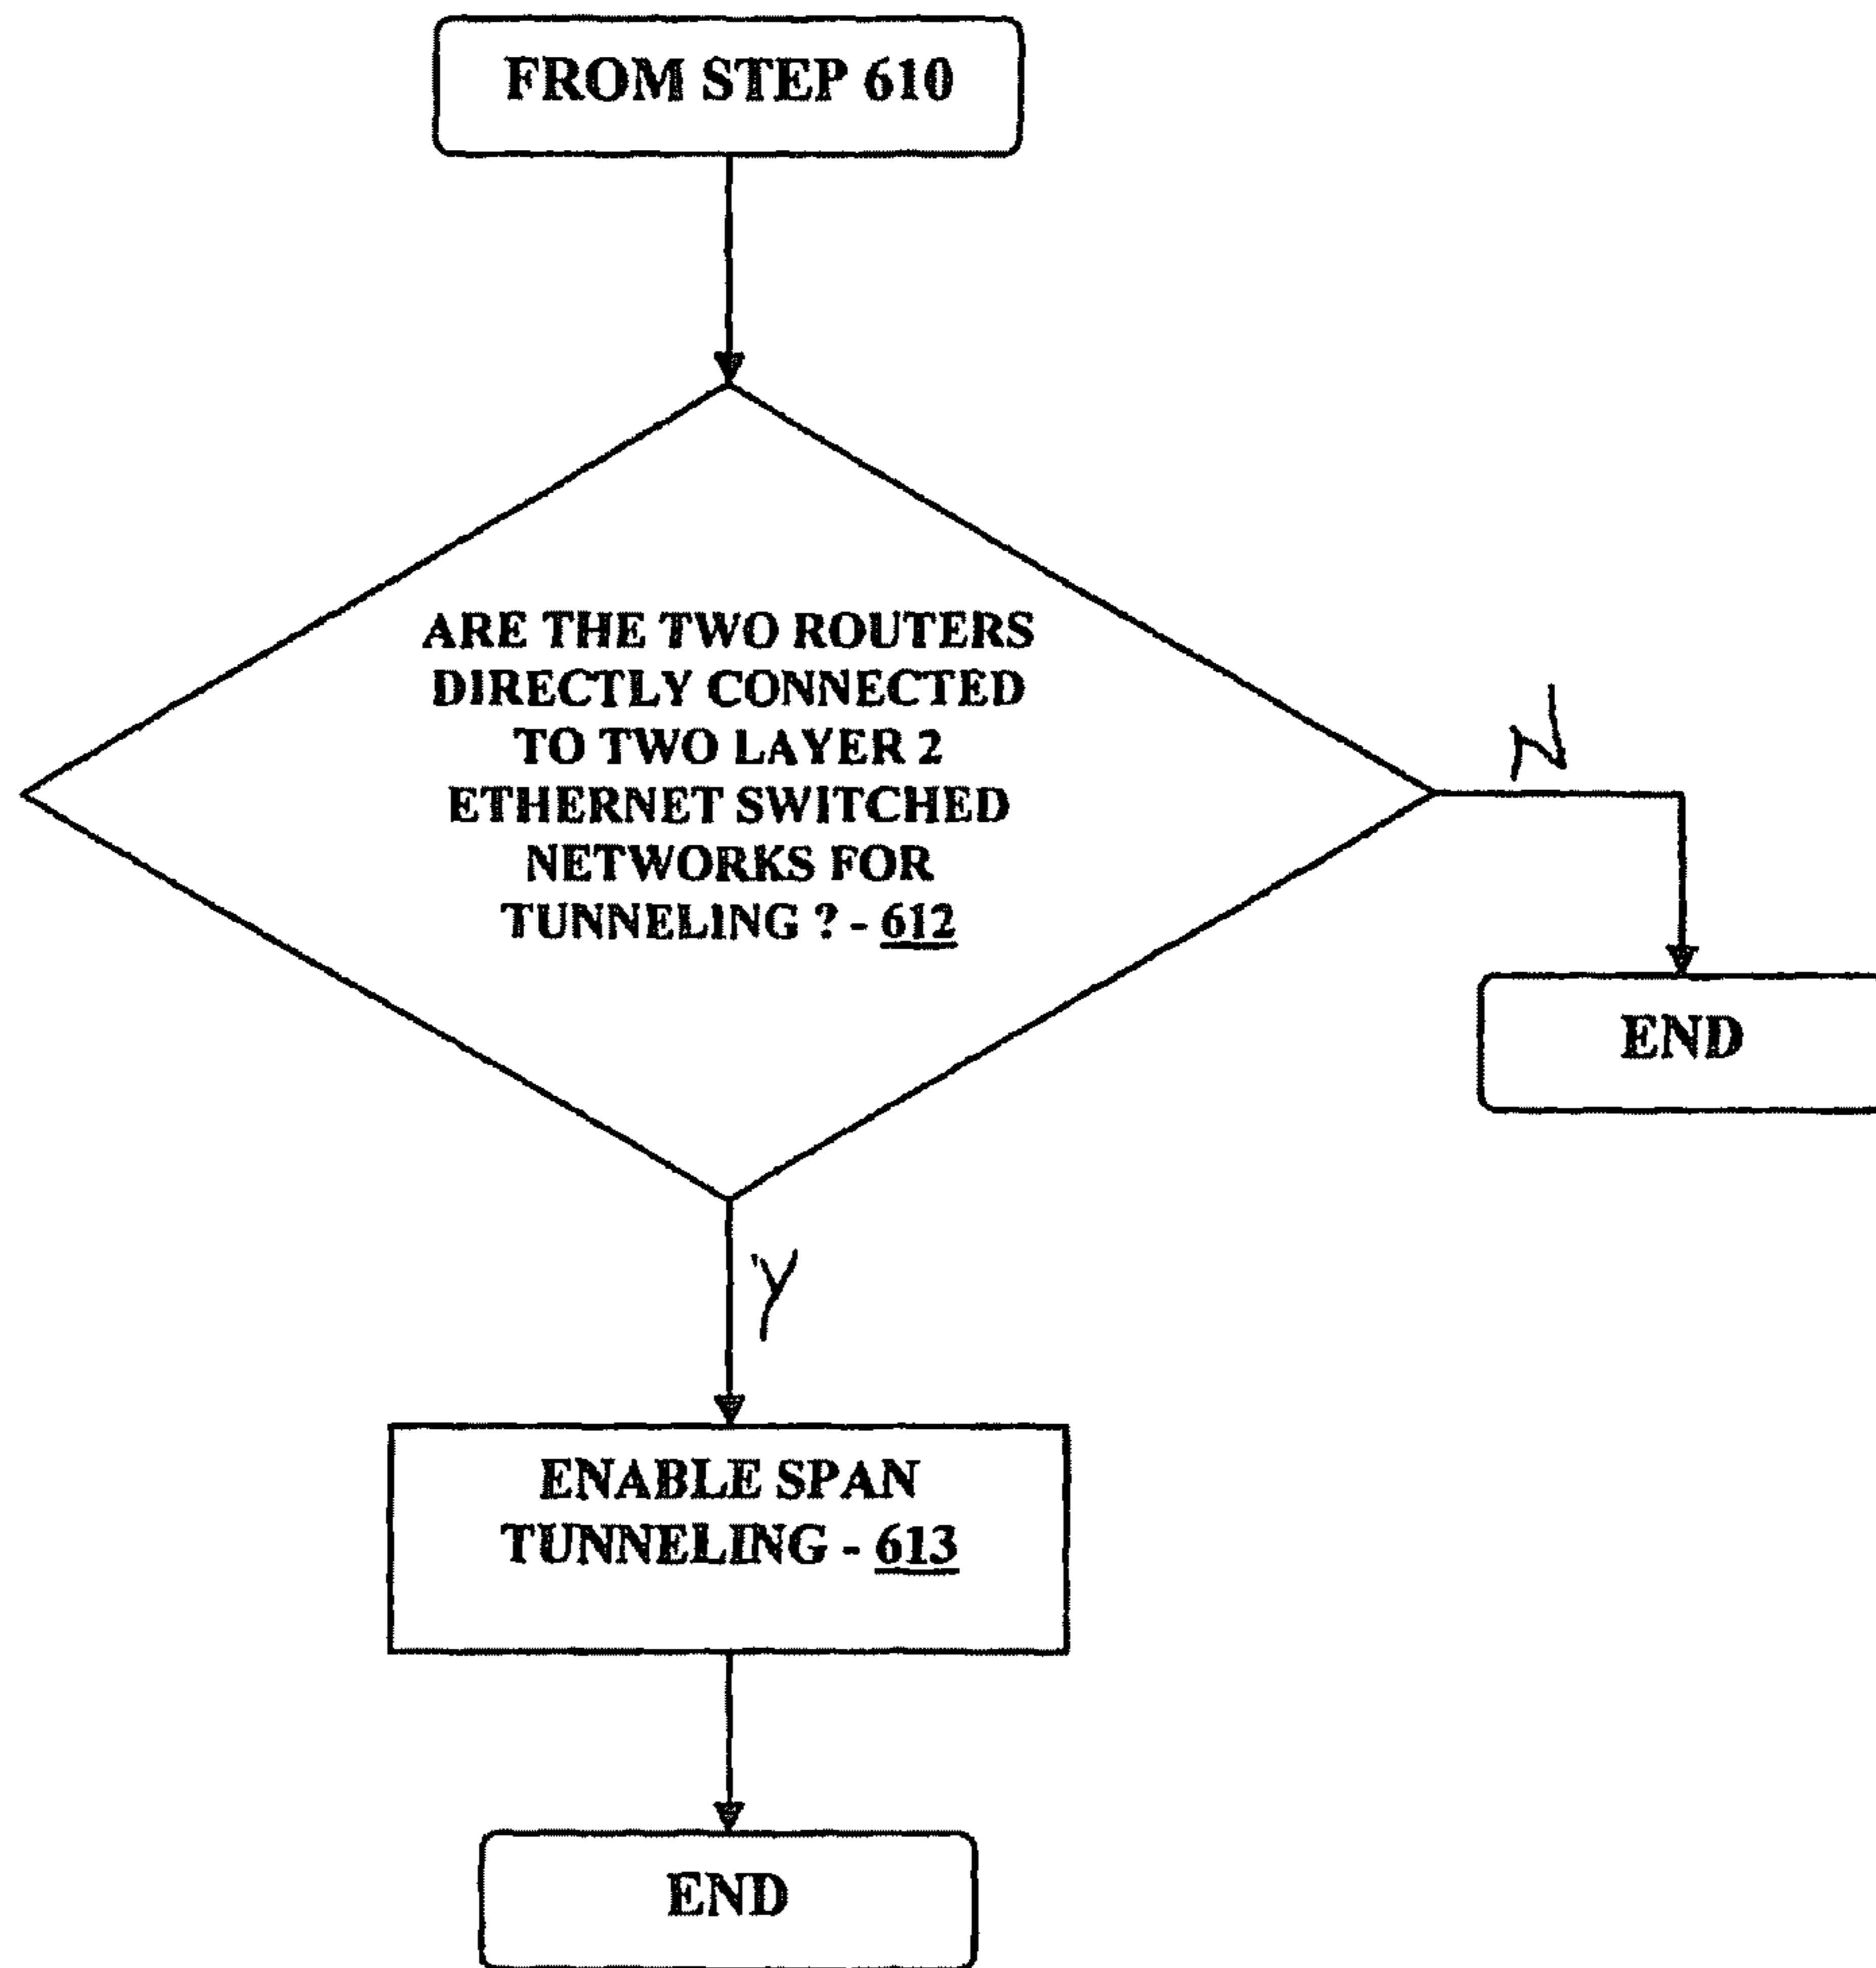 FROM STEP 610
ARE THE TWO ROUTERS
DIRECTLY CONNECTED
TO TWO LAYER 2
ETHERNET SWITCHED
NETWORKS FOR
TUNNELING ? - 612
N
END
Y
ENABLE SPAN
TUNNELING - 613
END